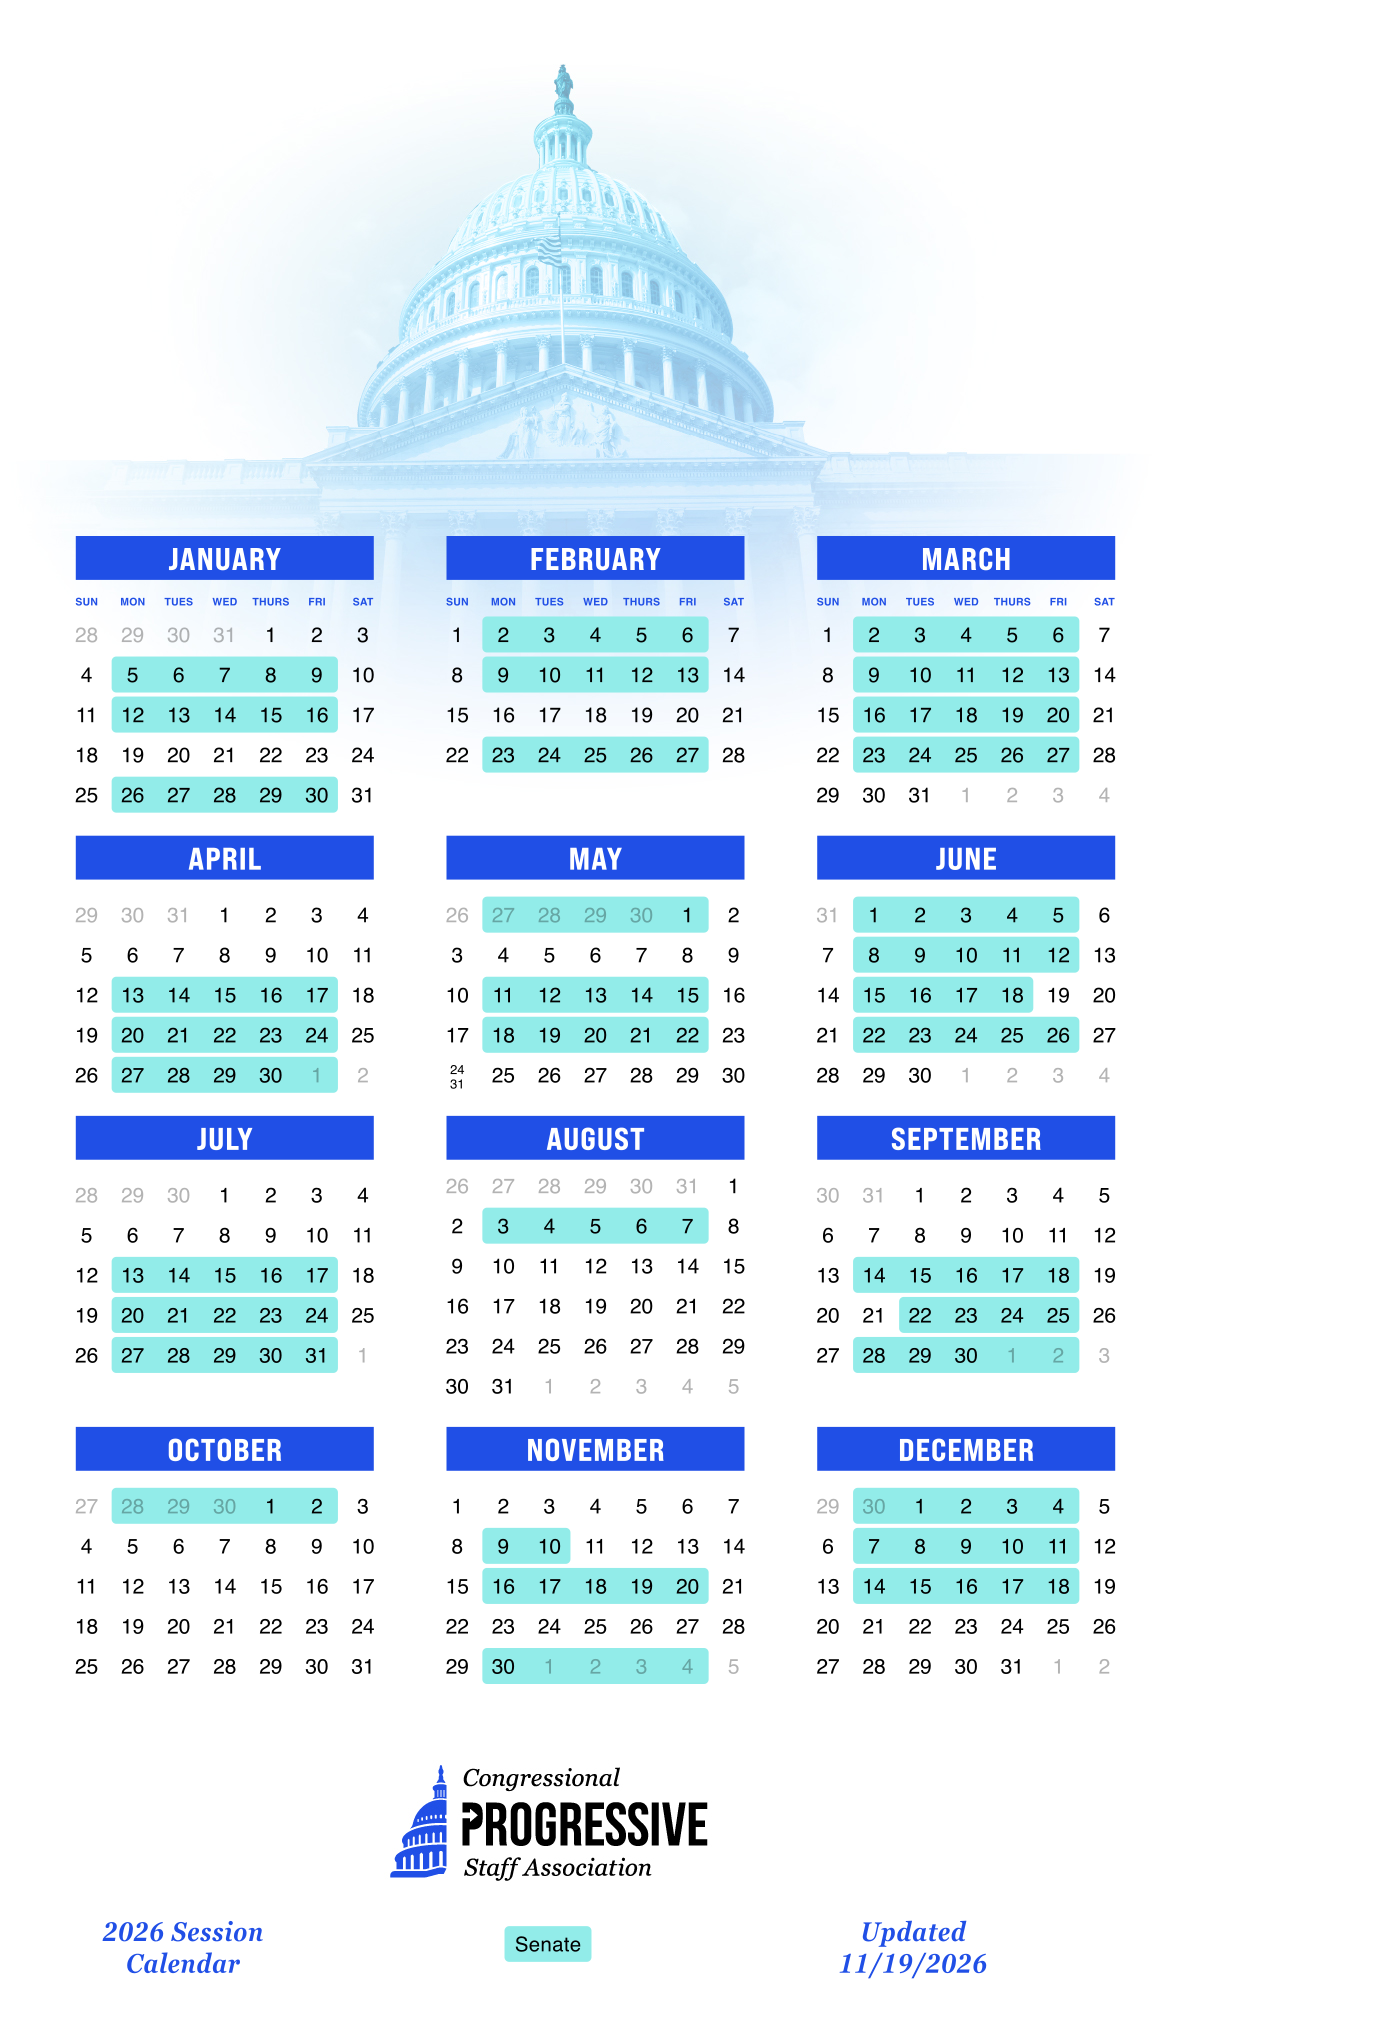 JANUARY
SUN MON TUES WED THURS FRI SAT
28 29 30 31 1 2 3
4 5 6 7 8 9 10
11 12 13 14 15 16 17
18 19 20 21 22 23 24
25 26 27 28 29 30 31
FEBRUARY
SUN MON TUES WED THURS FRI SAT
1 2 3 4 5 6 7
8 9 10 11 12 13 14
15 16 17 18 19 20 21
22 23 24 25 26 27 28
MARCH
SUN MON TUES WED THURS FRI SAT
1 2 3 4 5 6 7
8 9 10 11 12 13 14
15 16 17 18 19 20 21
22 23 24 25 26 27 28
29 30 31 1 2 3 4
APRIL
29 30 31 1 2 3 4
5 6 7 8 9 10 11
12 13 14 15 16 17 18
19 20 21 22 23 24 25
26 27 28 29 30 1 2
MAY
26 27 28 29 30 1 2
3 4 5 6 7 8 9
10 11 12 13 14 15 16
17 18 19 20 21 22 23
24 31 25 26 27 28 29 30
JUNE
31 1 2 3 4 5 6
7 8 9 10 11 12 13
14 15 16 17 18 19 20
21 22 23 24 25 26 27
28 29 30 1 2 3 4
JULY
28 29 30 1 2 3 4
5 6 7 8 9 10 11
12 13 14 15 16 17 18
19 20 21 22 23 24 25
26 27 28 29 30 31 1
AUGUST
26 27 28 29 30 31 1
2 3 4 5 6 7 8
9 10 11 12 13 14 15
16 17 18 19 20 21 22
23 24 25 26 27 28 29
30 31 1 2 3 4 5
SEPTEMBER
30 31 1 2 3 4 5
6 7 8 9 10 11 12
13 14 15 16 17 18 19
20 21 22 23 24 25 26
27 28 29 30 1 2 3
OCTOBER
27 28 29 30 1 2 3
4 5 6 7 8 9 10
11 12 13 14 15 16 17
18 19 20 21 22 23 24
25 26 27 28 29 30 31
NOVEMBER
1 2 3 4 5 6 7
8 9 10 11 12 13 14
15 16 17 18 19 20 21
22 23 24 25 26 27 28
29 30 1 2 3 4 5
DECEMBER
29 30 1 2 3 4 5
6 7 8 9 10 11 12
13 14 15 16 17 18 19
20 21 22 23 24 25 26
27 28 29 30 31 1 2
Congressional
PROGRESSIVE
Staff Association
2026 Session
Calendar
Senate
Updated
11/19/2026